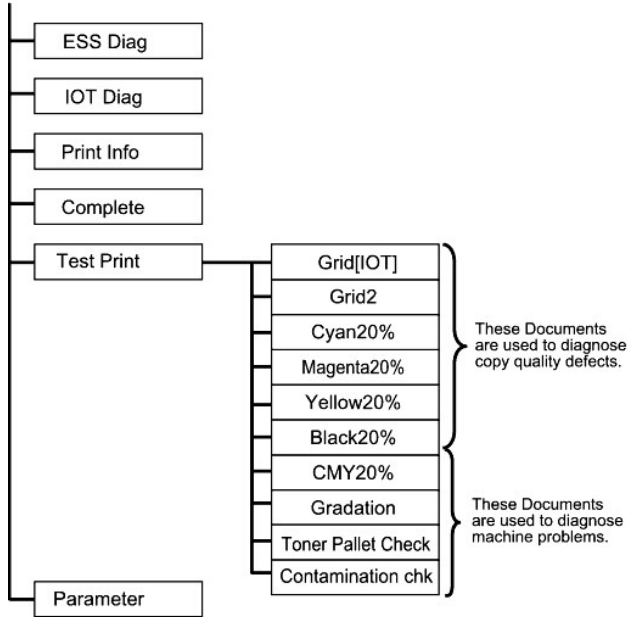 ESS Diag
IOT Diag
Print Info
Complete
Test Print
Grid[IOT]
Grid2
Cyan20%
Magenta20%
Yellow20%
Black20%
CMY20%
Gradation
Toner Pallet Check
Contamination chk
These Documents
are used to diagnose
copy quality defects.
These Documents
are used to diagnose
machine problems.
Parameter